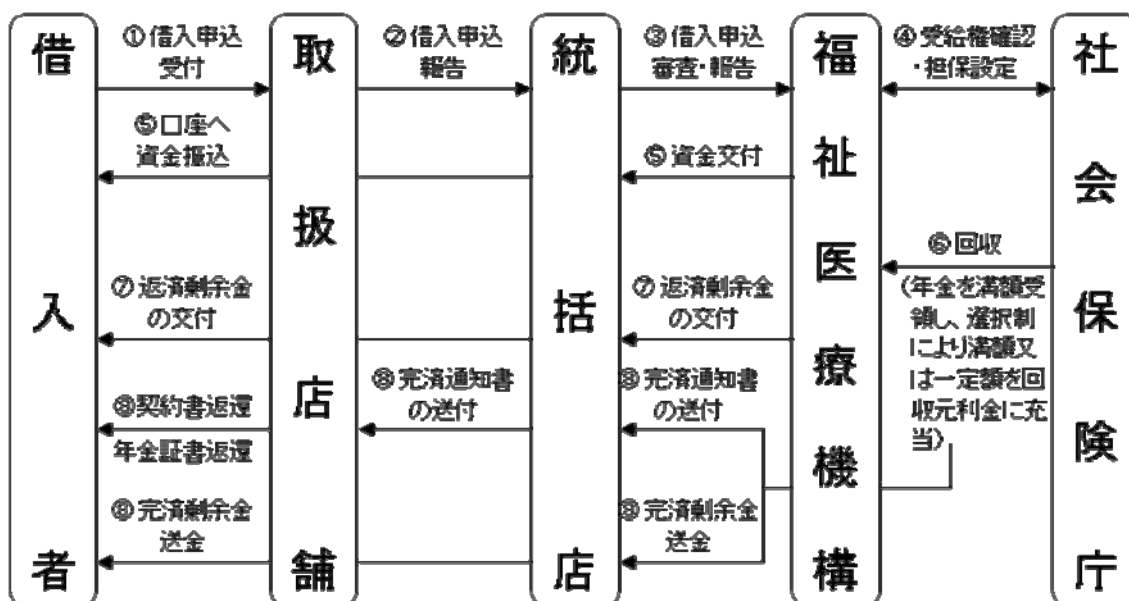 借入者
① 借入申込
受付
取扱店舗
② 借入申込
報告
統括店
③ 借入申込
審査・報告
福祉医療機構
④ 受給権確認
・担保設定
社会保険庁
⑤ 口座へ
資金振込
⑤ 資金交付
⑥ 回収
(年金を満額受
領し、選択制
により満額又
は一定額を回
収元利金に充
当)
⑦ 返済剰余金
の交付
⑦ 返済剰余金
の交付
⑧ 完済通知書
の送付
⑧ 完済通知書
の送付
⑧契約書返還
年金証書返還
⑧ 完済剰余金
送金
⑧ 完済剰余金
送金